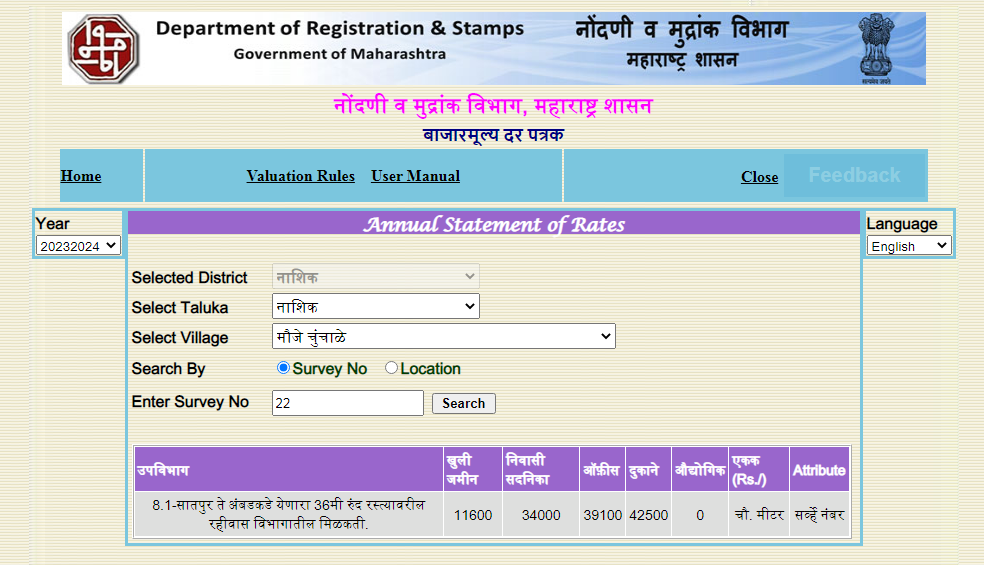 Department of Registration & Stamps
Government of Maharashtra
नोंदणी व मुद्रांक विभाग
महाराष्ट्र शासन
नोंदणी व मुद्रांक विभाग, महाराष्ट्र शासन
बाजारमूल्य दर पत्रक
Home Valuation Rules User Manual Close Feedback
Year
20232024
Annual Statement of Rates
Language
English
Selected District नाशिक
Select Taluka नाशिक
Select Village मौजे चुंचाळे
Search By Survey No Location
Enter Survey No 22 Search
उपविभाग खुली जमीन निवासी सदनिका ऑफ़ीस दुकाने औद्योगिक एकक (Rs./) Attribute
8.1-सातपुर ते अंबडकडे येणारा 36मी रुंद रस्त्यावरील
रहीवास विभागातील मिळकती.
11600 34000 39100 42500 0 चौ. मीटर सर्व्हे नंबर